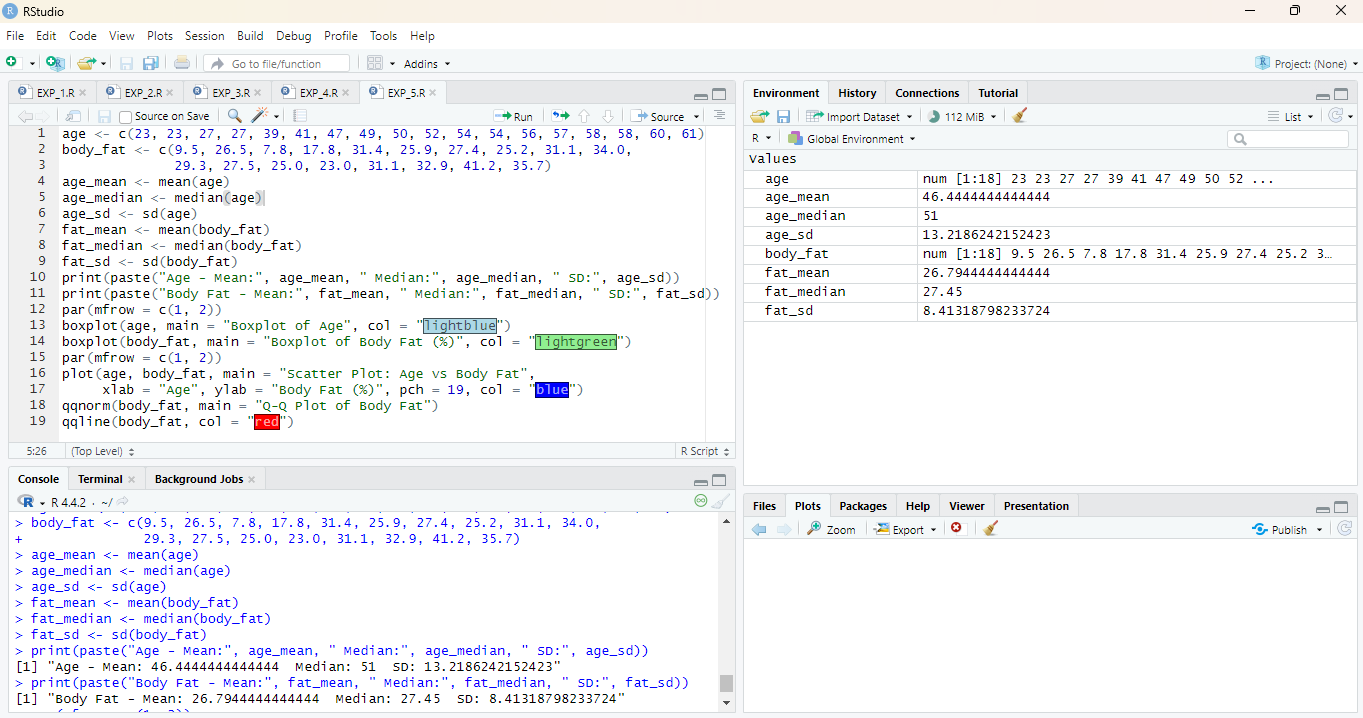 RStudio
File Edit Code View Plots Session Build Debug Profile Tools Help
Go to file/function Addins Project: (None)
EXP_1.R EXP_2.R EXP_3.R EXP_4.R EXP_5.R
Source on Save Run Source
1 age <- c(23, 23, 27, 27, 39, 41, 47, 49, 50, 52, 54, 54, 56, 57, 58, 58, 60, 61)
2 body_fat <- c(9.5, 26.5, 7.8, 17.8, 31.4, 25.9, 27.4, 25.2, 31.1, 34.0,
3 29.3, 27.5, 25.0, 23.0, 31.1, 32.9, 41.2, 35.7)
4 age_mean <- mean(age)
5 age_median <- median(age)
6 age_sd <- sd(age)
7 fat_mean <- mean(body_fat)
8 fat_median <- median(body_fat)
9 fat_sd <- sd(body_fat)
10 print(paste("Age - Mean:", age_mean, " Median:", age_median, " SD:", age_sd))
11 print(paste("Body Fat - Mean:", fat_mean, " Median:", fat_median, " SD:", fat_sd))
12 par(mfrow = c(1, 2))
13 boxplot(age, main = "Boxplot of Age", col = "lightblue")
14 boxplot(body_fat, main = "Boxplot of Body Fat (%)", col = "lightgreen")
15 par(mfrow = c(1, 2))
16 plot(age, body_fat, main = "Scatter Plot: Age vs Body Fat",
17 xlab = "Age", ylab = "Body Fat (%)", pch = 19, col = "blue")
18 qqnorm(body_fat, main = "Q-Q Plot of Body Fat")
19 qqline(body_fat, col = "red")
5:26 (Top Level) R Script
Console Terminal Background Jobs
R R 4.4.2 · ~/
> body_fat <- c(9.5, 26.5, 7.8, 17.8, 31.4, 25.9, 27.4, 25.2, 31.1, 34.0,
+ 29.3, 27.5, 25.0, 23.0, 31.1, 32.9, 41.2, 35.7)
> age_mean <- mean(age)
> age_median <- median(age)
> age_sd <- sd(age)
> fat_mean <- mean(body_fat)
> fat_median <- median(body_fat)
> fat_sd <- sd(body_fat)
> print(paste("Age - Mean:", age_mean, " Median:", age_median, " SD:", age_sd))
[1] "Age - Mean: 46.4444444444444  Median: 51  SD: 13.2186242152423"
> print(paste("Body Fat - Mean:", fat_mean, " Median:", fat_median, " SD:", fat_sd))
[1] "Body Fat - Mean: 26.7944444444444  Median: 27.45  SD: 8.41318798233724"
Environment History Connections Tutorial
Import Dataset 112 MiB List
R Global Environment
values
age num [1:18] 23 23 27 27 39 41 47 49 50 52 ...
age_mean 46.4444444444444
age_median 51
age_sd 13.2186242152423
body_fat num [1:18] 9.5 26.5 7.8 17.8 31.4 25.9 27.4 25.2 3...
fat_mean 26.7944444444444
fat_median 27.45
fat_sd 8.41318798233724
Files Plots Packages Help Viewer Presentation
Zoom Export Publish